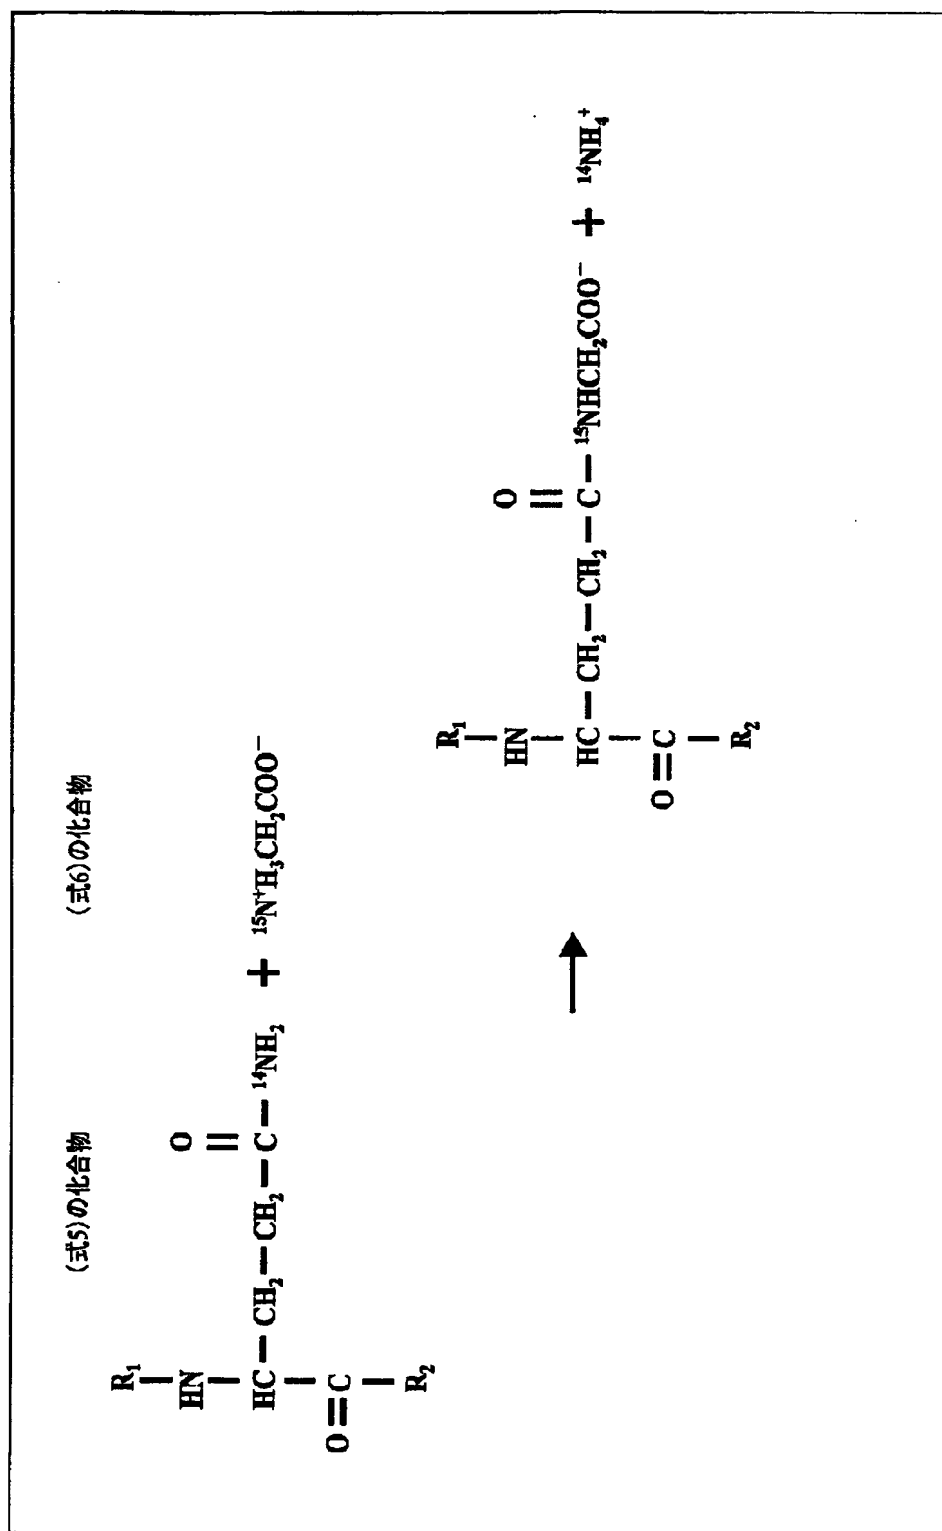 (式5)の化合物 (式6)の化合物
R₁
HN O
HC—CH₂—CH₂—C—¹⁴NH₂ + ¹⁵N⁺H₃CH₂COO⁻
O=C
R₂
→
R₁
HN O
HC—CH₂—CH₂—C—¹⁵NHCH₂COO⁻ + ¹⁴NH₄⁺
O=C
R₂